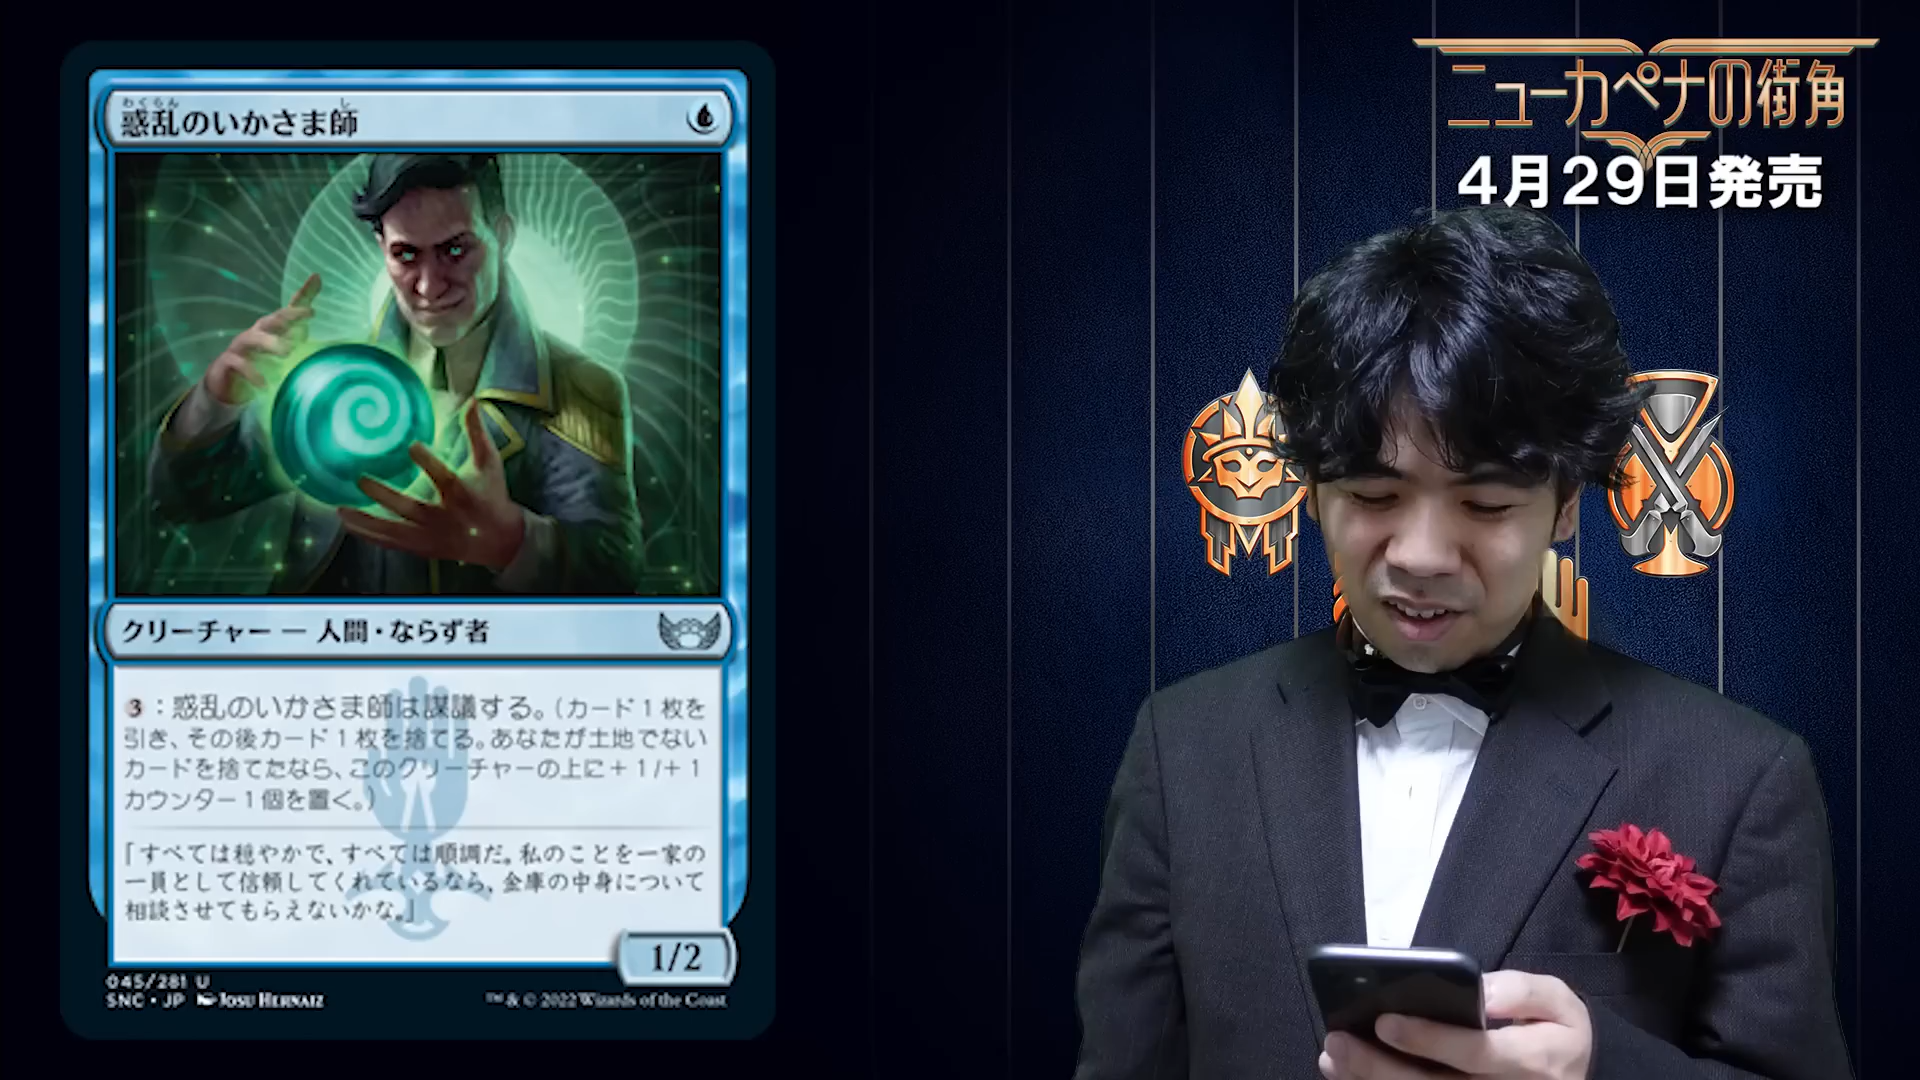 わくらん し
惑乱のいかさま師
クリーチャー ― 人間・ならず者
3：惑乱のいかさま師は謀議する。（カード１枚を
引き、その後カード１枚を捨てる。あなたが土地でない
カードを捨てたなら、このクリーチャーの上に＋１/＋１
カウンター１個を置く。）
「すべては穏やかで、すべては順調だ。私のことを一家の
一員として信頼してくれているなら、金庫の中身について
相談させてもらえないかな。」
1/2
045/281 U
SNC・JP Josu Hernaiz
™ & © 2022 Wizards of the Coast
ニューカペナの街角
4月29日発売